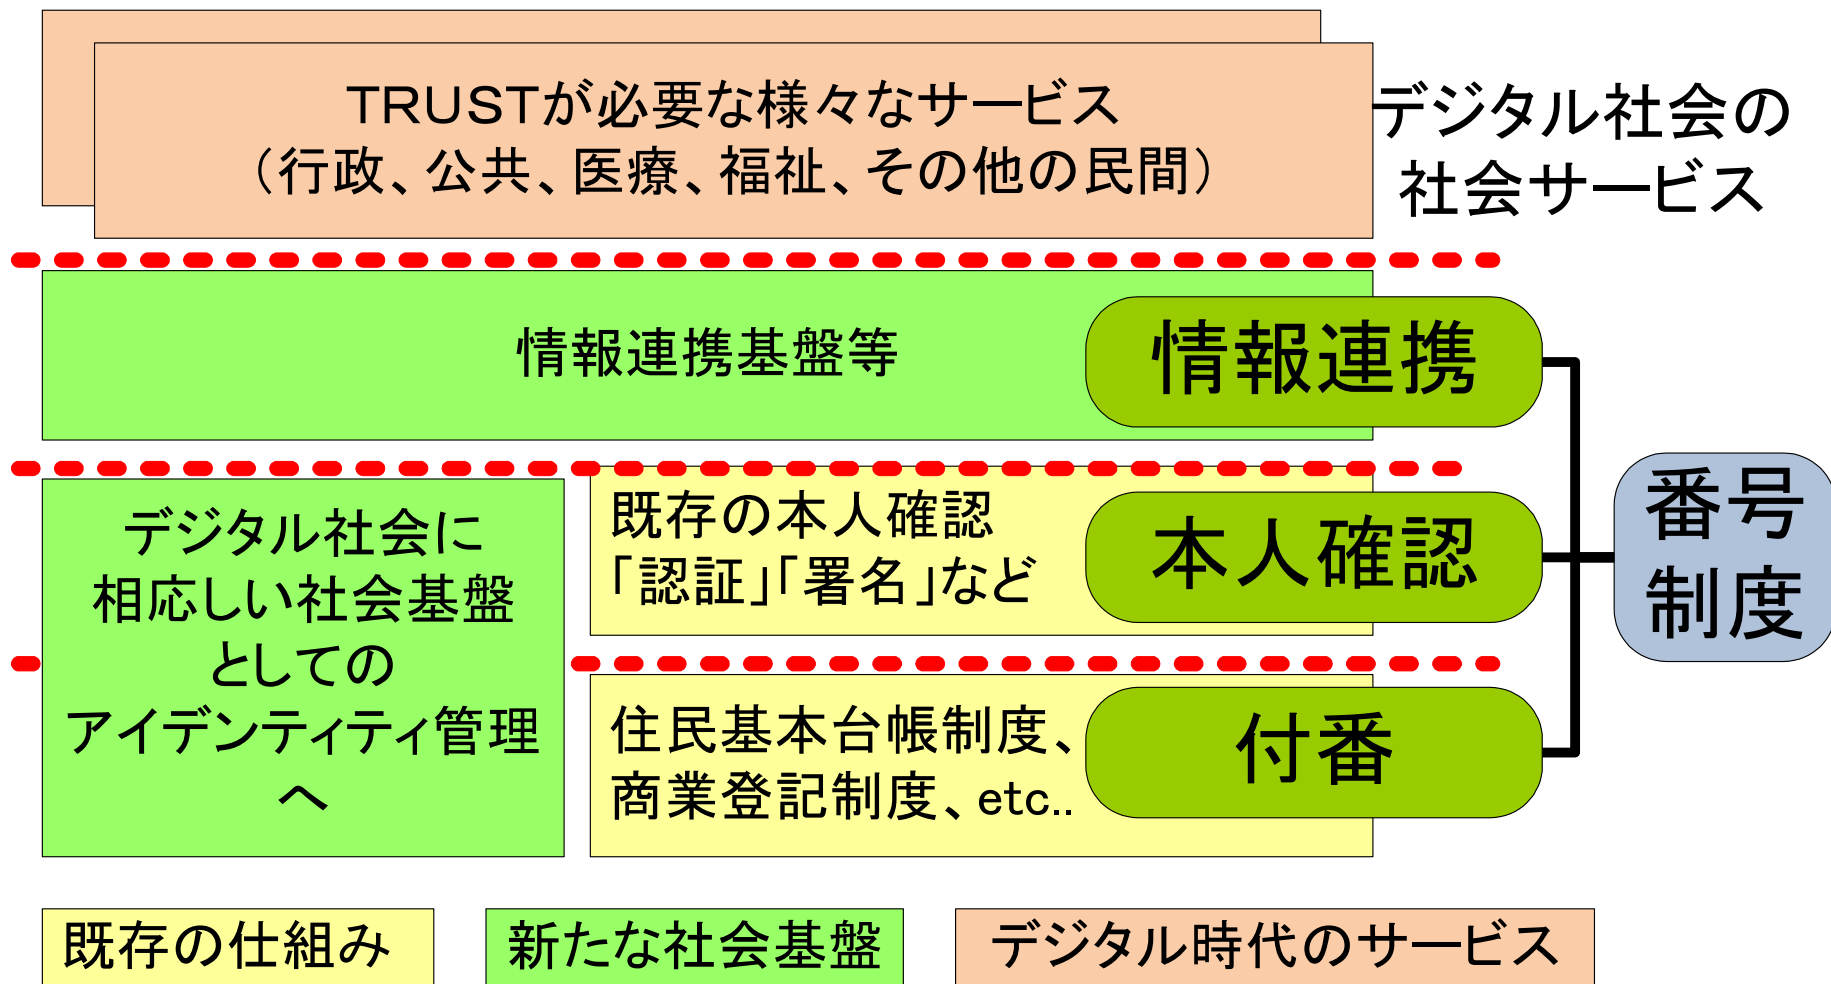 TRUSTが必要な様々なサービス
（行政、公共、医療、福祉、その他の民間）
デジタル社会の
社会サービス
情報連携基盤等
情報連携
デジタル社会に
相応しい社会基盤
としての
アイデンティティ管理
へ
既存の本人確認
「認証」「署名」など
本人確認
番号
制度
住民基本台帳制度、
商業登記制度、etc..
付番
既存の仕組み
新たな社会基盤
デジタル時代のサービス